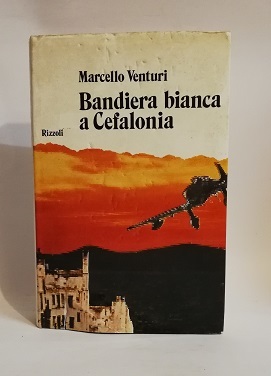 Marcello Venturi
Bandiera bianca
a Cefalonia
Rizzoli